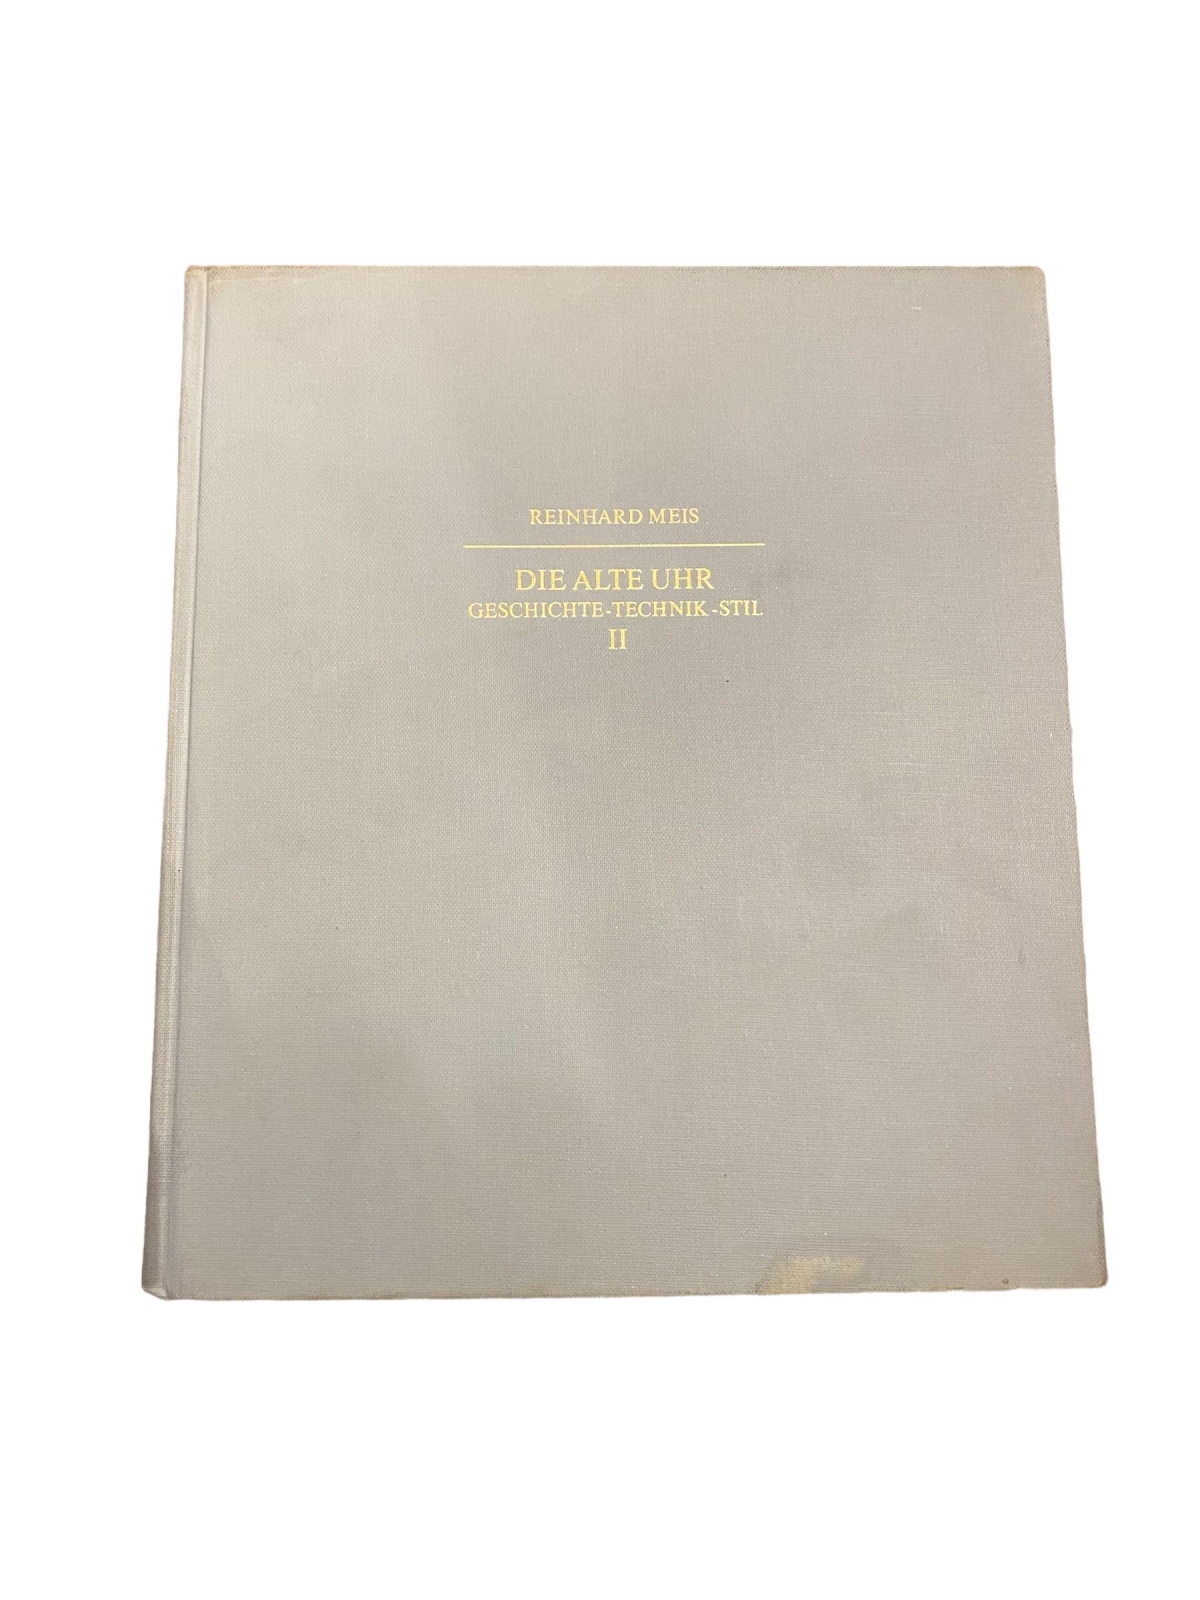 REINHARD MEIS
DIE ALTE UHR
GESCHICHTE-TECHNIK-STIL
II